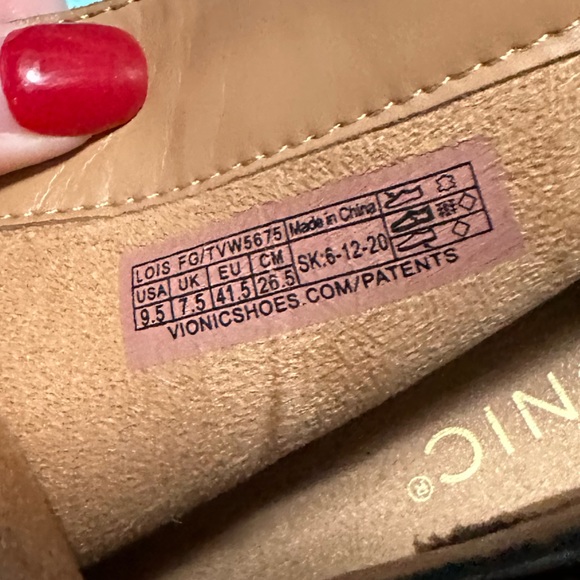 LOIS FG/TVW5675 Made in China
USA UK EU CM SK:6-12-20
9.5 7.5 41.5 26.5
VIONICSHOES.COM/PATENTS
NIC®